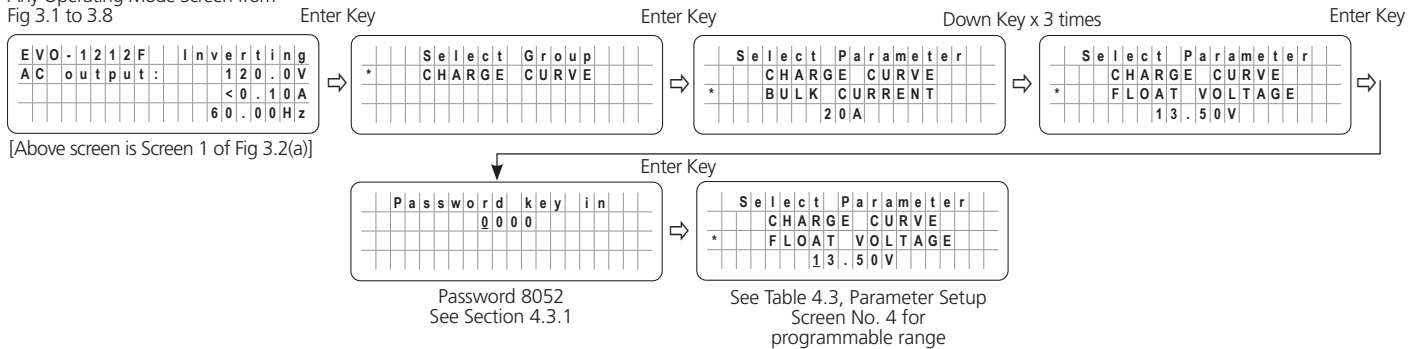 Any Operating Mode Screen from
Fig 3.1 to 3.8
Enter Key
Enter Key
Down Key x 3 times
Enter Key
EVO-1212F Inverting
AC output: 120.0V
<0.10A
60.00Hz
[Above screen is Screen 1 of Fig 3.2(a)]
Select Group
* CHARGE CURVE
Select Parameter
CHARGE CURVE
* BULK CURRENT
20A
Select Parameter
CHARGE CURVE
* FLOAT VOLTAGE
13.50V
Password key in
0000
Password 8052
See Section 4.3.1
Enter Key
Select Parameter
CHARGE CURVE
* FLOAT VOLTAGE
13.50V
See Table 4.3, Parameter Setup
Screen No. 4 for
programmable range